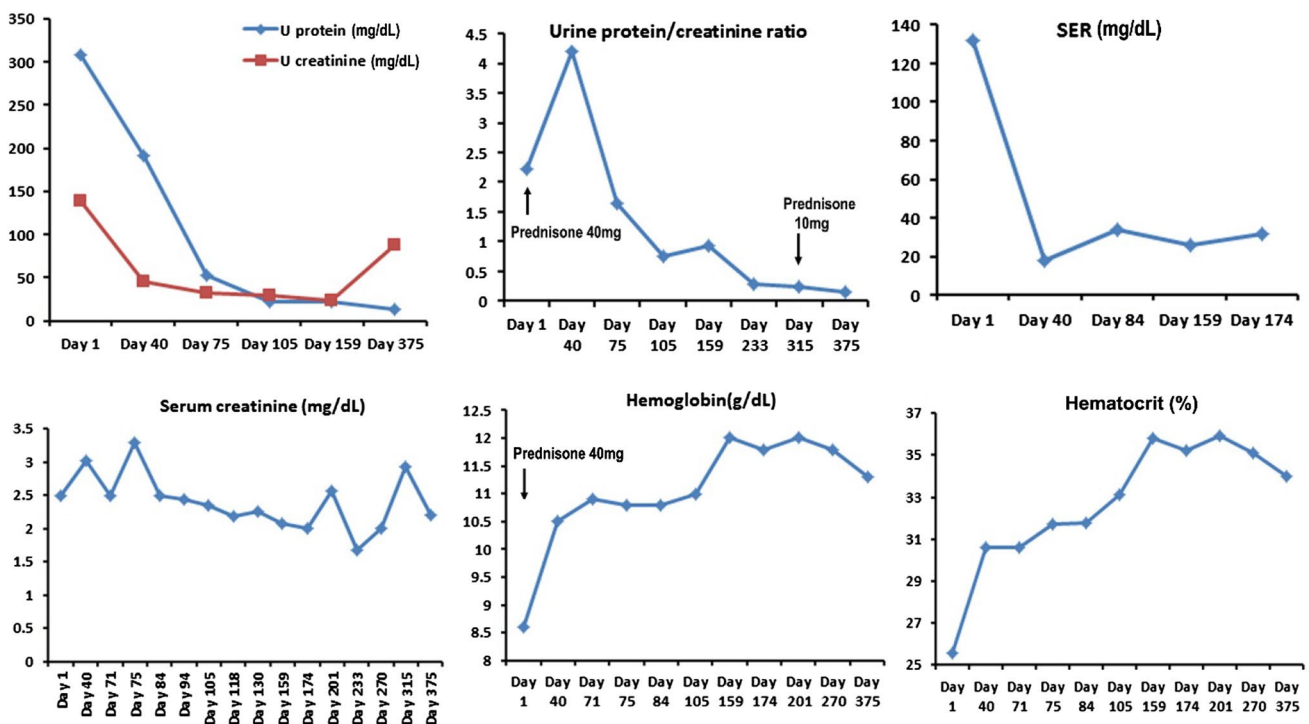 350
300
250
200
150
100
50
0
U protein (mg/dL)
U creatinine (mg/dL)
Day 1 Day 40 Day 75 Day 105 Day 159 Day 375
Urine protein/creatinine ratio
4.5
4
3.5
3
2.5
2
1.5
1
0.5
0
Prednisone 40mg
Prednisone
10mg
Day 1 Day Day Day Day Day Day Day
40 75 105 159 233 315 375
SER (mg/dL)
140
120
100
80
60
40
20
0
Day 1 Day 40 Day 84 Day 159 Day 174
Serum creatinine (mg/dL)
3.5
3
2.5
2
1.5
1
0.5
0
Day 1
Day 40
Day 71
Day 75
Day 84
Day 94
Day 105
Day 118
Day 130
Day 159
Day 174
Day 201
Day 233
Day 270
Day 315
Day 375
Hemoglobin(g/dL)
12.5
12
11.5
11
10.5
10
9.5
9
8.5
8
Prednisone 40mg
Day Day Day Day Day Day Day Day Day Day Day
1 40 71 75 84 105 159 174 201 270 375
Hematocrit (%)
37
35
33
31
29
27
25
Day Day Day Day Day Day Day Day Day Day Day
1 40 71 75 84 105 159 174 201 270 375